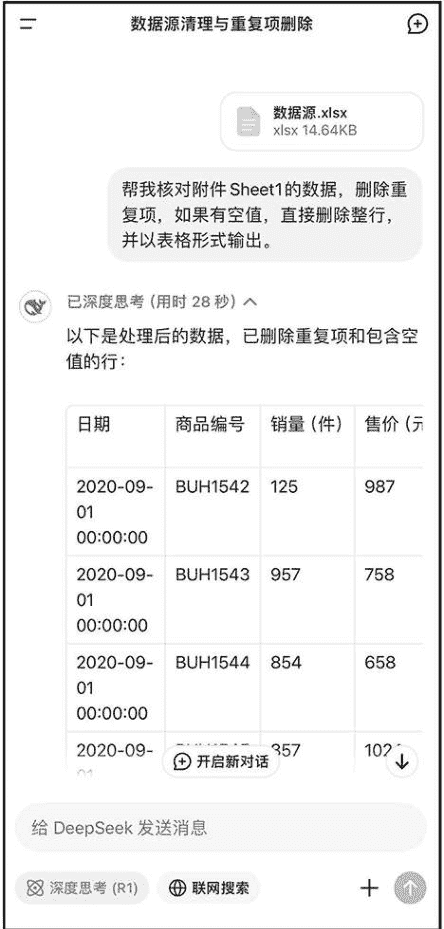 数据源清理与重复项删除
数据源.xlsx
xlsx 14.64KB
帮我核对附件 Sheet1的数据，删除重
复项，如果有空值，直接删除整行，
并以表格形式输出。
已深度思考 (用时 28 秒)
以下是处理后的数据，已删除重复项和包含空
值的行：
日期 商品编号 销量 (件) 售价 (元
2020-09-
01
00:00:00 BUH1542 125 987
2020-09-
01
00:00:00 BUH1543 957 758
2020-09-
01
00:00:00 BUH1544 854 658
2020-09-
01
357
开启新对话
给 DeepSeek 发送消息
深度思考 (R1) 联网搜索